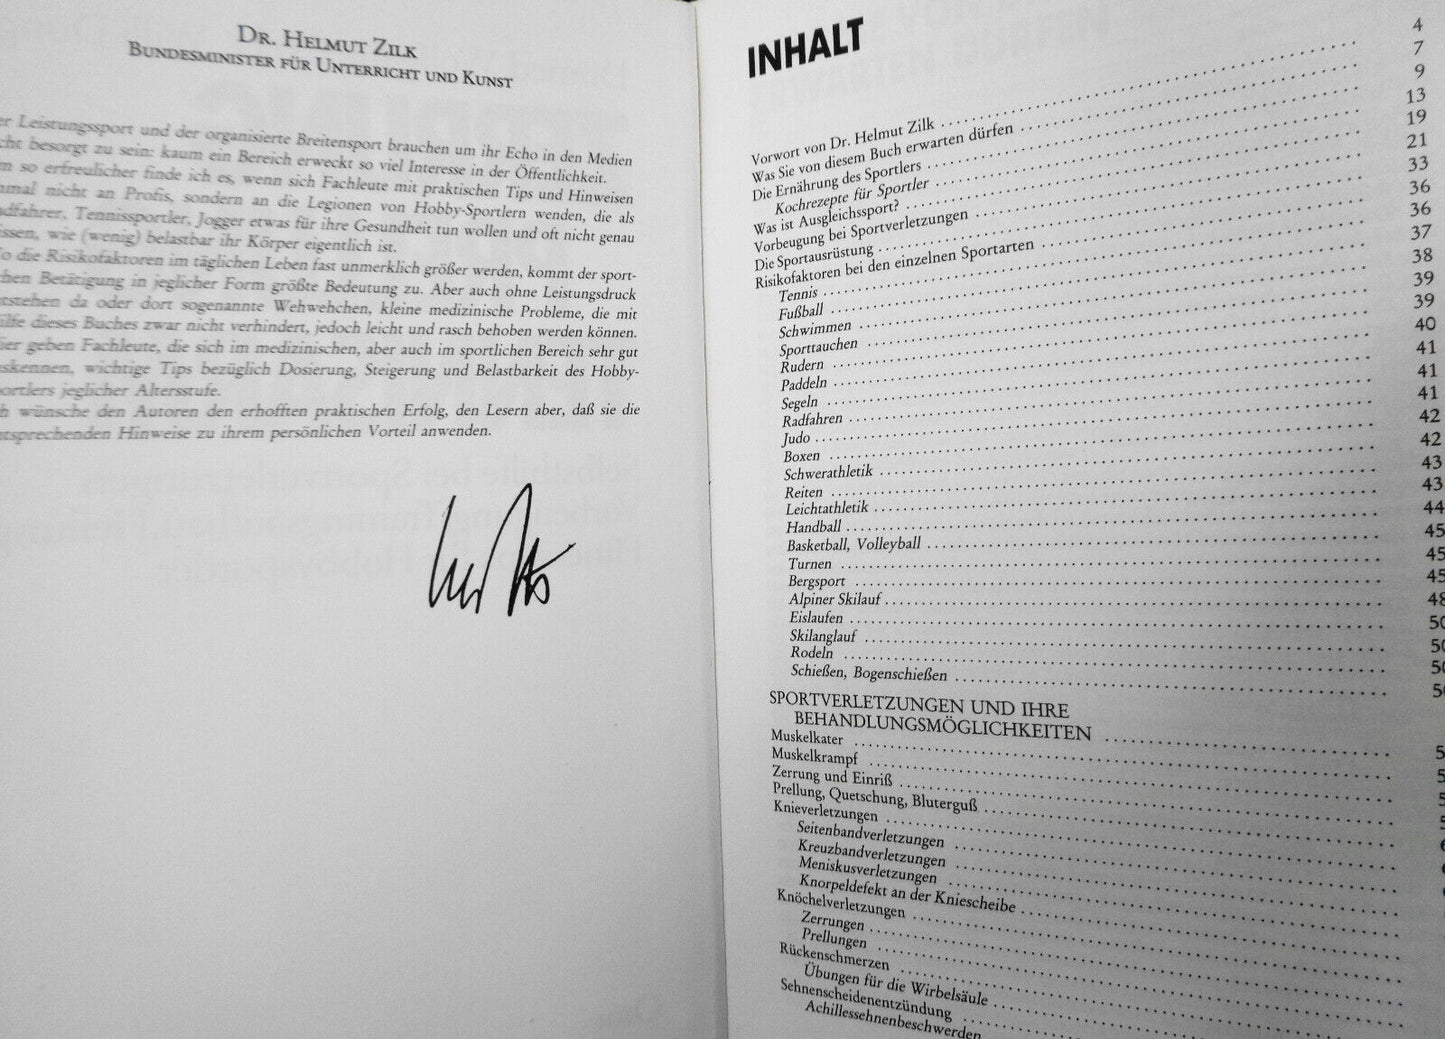 DR. HELMUT ZILK
BUNDESMINISTER FÜR UNTERRICHT UND KUNST
Leistungssport und der organisierte Breitensport brauchen um ihr Echo in den Medien
besorgt zu sein: kaum ein Bereich erweckt so viel Interesse in der Öffentlichkeit.
so erfreulicher finde ich es, wenn sich Fachleute mit praktischen Tips und Hinweisen
nicht an Profis, sondern an die Legionen von Hobby-Sportlern wenden, die als
Tennissportler, Jogger etwas für ihre Gesundheit tun wollen und oft nicht genau
wie (wenig) belastbar ihr Körper eigentlich ist.
die Risikofaktoren im täglichen Leben fast unmerklich größer werden, kommt der sport-
Betätigung in jeglicher Form größte Bedeutung zu. Aber auch ohne Leistungsdruck
da oder dort sogenannte Wehwehchen, kleine medizinische Probleme, die mit
dieses Buches zwar nicht verhindert, jedoch leicht und rasch behoben werden können.
geben Fachleute, die sich im medizinischen, aber auch im sportlichen Bereich sehr gut
wichtige Tips bezüglich Dosierung, Steigerung und Belastbarkeit des Hobby-
jeglicher Altersstufe.
wünsche den Autoren den erhofften praktischen Erfolg, den Lesern aber, daß sie die
Hinweise zu ihrem persönlichen Vorteil anwenden.
INHALT
Vorwort von Dr. Helmut Zilk 4
Was Sie von diesem Buch erwarten dürfen 7
Die Ernährung des Sportlers 9
Kochrezepte für Sportler 13
Was ist Ausgleichssport? 19
Vorbeugung bei Sportverletzungen 21
Die Sportausrüstung 33
Risikofaktoren bei den einzelnen Sportarten 36
Tennis 36
Fußball 37
Schwimmen 38
Sporttauchen 39
Rudern 39
Paddeln 40
Segeln 41
Radfahren 41
Judo 41
Boxen 42
Schwerathletik 42
Reiten 43
Leichtathletik 43
Handball 44
Basketball, Volleyball 45
Turnen 45
Bergsport 45
Alpiner Skilauf 48
Eislaufen 50
Skilanglauf 50
Rodeln 50
Schießen, Bogenschießen
SPORTVERLETZUNGEN UND IHRE
BEHANDLUNGSMÖGLICHKEITEN
Muskelkater
Muskelkrampf
Zerrung und Einriß
Prellung, Quetschung, Bluterguß
Knieverletzungen
Seitenbandverletzungen
Kreuzbandverletzungen
Meniskusverletzungen
Knorpeldefekt an der Kniescheibe
Knöchelverletzungen
Zerrungen
Prellungen
Rückenschmerzen
Übungen für die Wirbelsäule
Sehnenscheidenentzündung
Achillessehnenbeschwerden